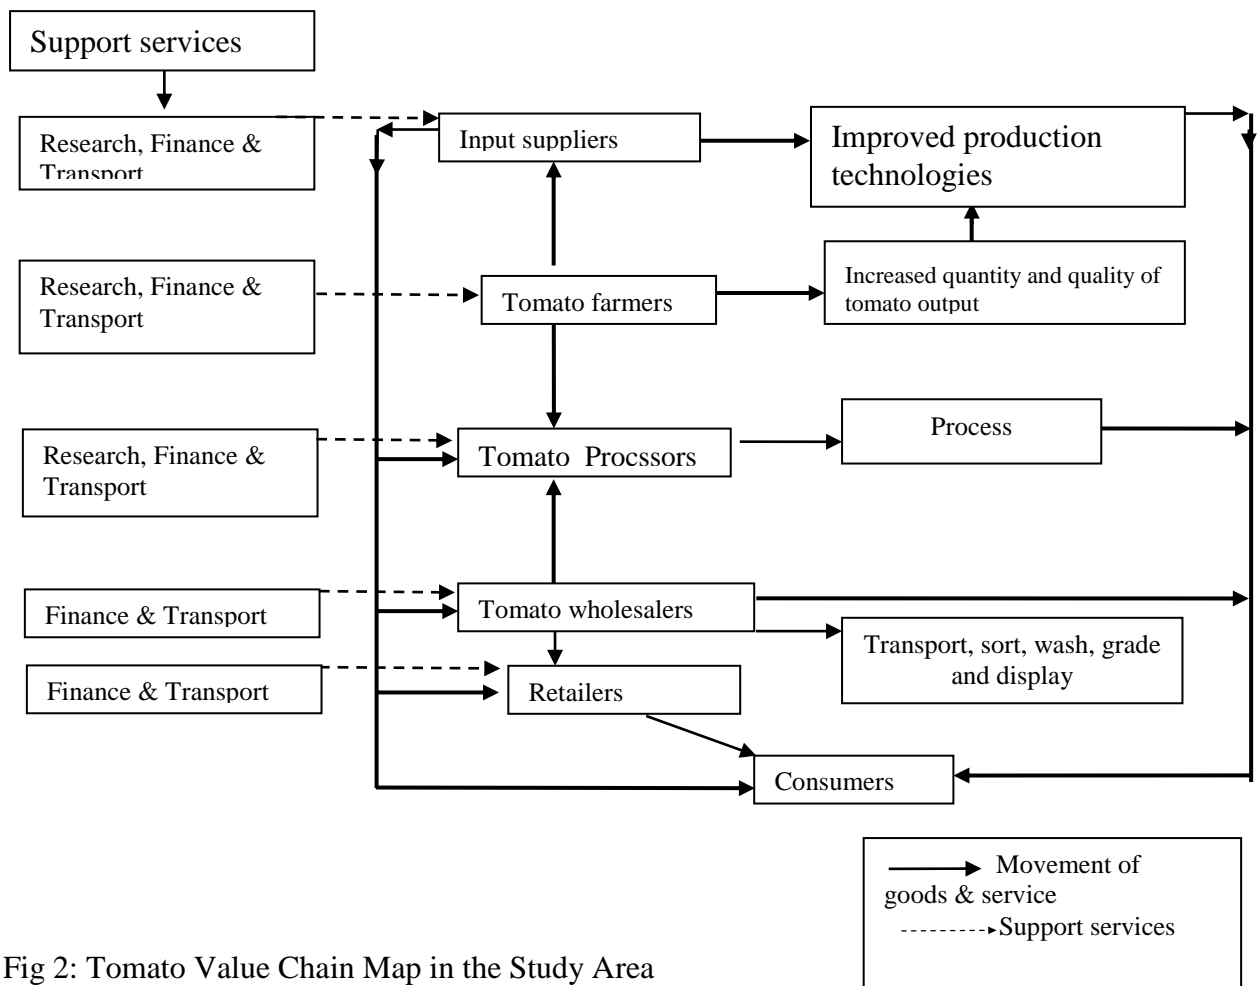 Support services
Research, Finance &
Transport
Input suppliers
Improved production
technologies
Research, Finance &
Transport
Tomato farmers
Increased quantity and quality of
tomato output
Research, Finance &
Transport
Tomato Procssors
Process
Finance & Transport
Tomato wholesalers
Transport, sort, wash, grade
and display
Finance & Transport
Retailers
Consumers
Movement of
goods & service
Support services
Fig 2: Tomato Value Chain Map in the Study Area